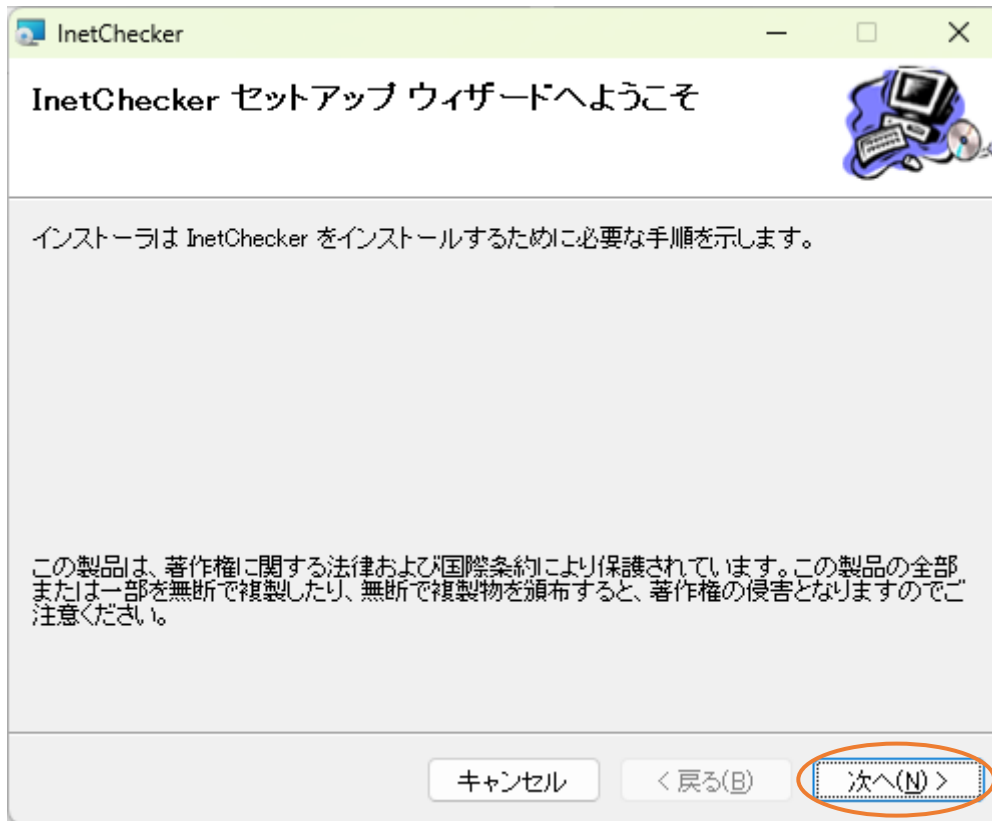 InetChecker
InetChecker セットアップ ウィザードへようこそ
インストーラは InetChecker をインストールするために必要な手順を示します。
この製品は、著作権に関する法律および国際条約により保護されています。この製品の全部
または一部を無断で複製したり、無断で複製物を頒布すると、著作権の侵害となりますのでご
注意ください。
キャンセル
< 戻る(B)
次へ(N) >